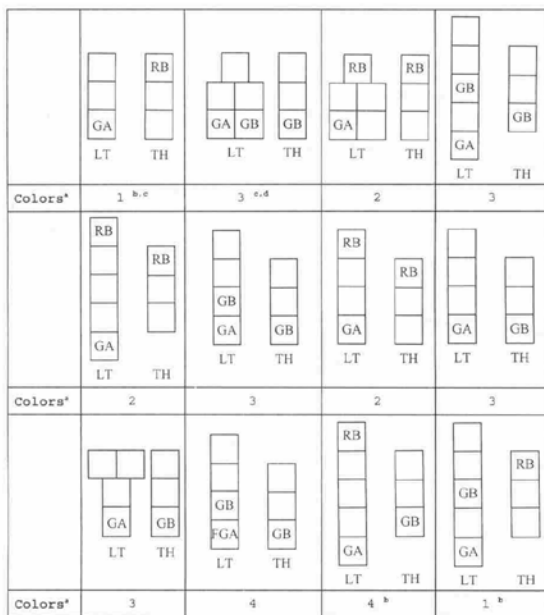 RB
GA
LT TH
GA GB GB
LT TH
RB RB
GA
LT TH
GB
GB
GA
LT TH
Colorsª 1 b,c 3 c,d 2 3
RB
RB
GA
LT TH
GB
GA GB
LT TH
RB
RB
GA
LT TH
GA GB
LT TH
Colorsª 2 3 2 3
GA GB
LT TH
GB
FGA GB
LT TH
RB
GB
GA
LT TH
RB
GB
GA
LT TH
Colorsª 3 4 4 b 1 b